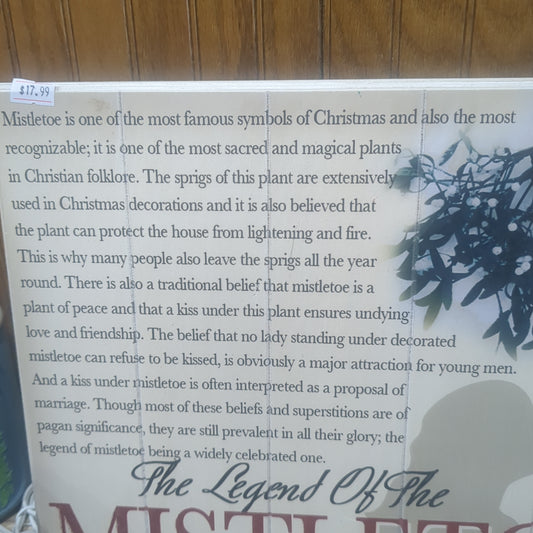 $17.99
Mistletoe is one of the most famous symbols of Christmas and also the most
recognizable; it is one of the most sacred and magical plants
in Christian folklore. The sprigs of this plant are extensively
used in Christmas decorations and it is also believed that
the plant can protect the house from lightening and fire.
This is why many people also leave the sprigs all the year
round. There is also a traditional belief that mistletoe is a
plant of peace and that a kiss under this plant ensures undying
love and friendship. The belief that no lady standing under decorated
mistletoe can refuse to be kissed, is obviously a major attraction for young men.
And a kiss under mistletoe is often interpreted as a proposal of
marriage. Though most of these beliefs and superstitions are of
pagan significance, they are still prevalent in all their glory; the
legend of mistletoe being a widely celebrated one.
The Legend Of The
MISTLETO